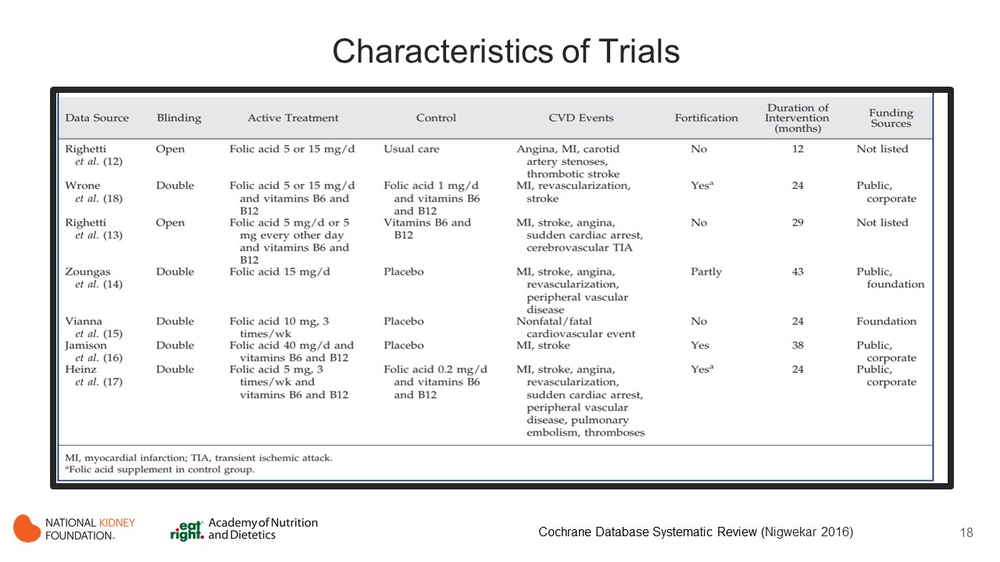 Characteristics of Trials
Data Source Blinding Active Treatment Control CVD Events Fortification Duration of Intervention (months) Funding Sources
Righetti Open Folic acid 5 or 15 mg/d Usual care Angina, MI, carotid No 12 Not listed
et al. (12) artery stenoses,
thrombotic stroke
Wrone Double Folic acid 5 or 15 mg/d Folic acid 1 mg/d MI, revascularization, Yesᵃ 24 Public,
et al. (18) and vitamins B6 and and vitamins B6 stroke corporate
B12 and B12
Righetti Open Folic acid 5 mg/d or 5 Vitamins B6 and MI, stroke, angina, No 29 Not listed
et al. (13) mg every other day B12 sudden cardiac arrest,
and vitamins B6 and cerebrovascular TIA
B12
Zoungas Double Folic acid 15 mg/d Placebo MI, stroke, angina, Partly 43 Public,
et al. (14) revascularization, foundation
peripheral vascular
disease
Vianna Double Folic acid 10 mg, 3 Placebo Nonfatal/fatal No 24 Foundation
et al. (15) times/wk cardiovascular event
Jamison Double Folic acid 40 mg/d and Placebo MI, stroke Yes 38 Public,
et al. (16) vitamins B6 and B12 corporate
Heinz Double Folic acid 5 mg, 3 Folic acid 0.2 mg/d MI, stroke, angina, Yesᵃ 24 Public,
et al. (17) times/wk and and vitamins B6 revascularization, corporate
vitamins B6 and B12 and B12 sudden cardiac arrest,
peripheral vascular
disease, pulmonary
embolism, thromboses
MI, myocardial infarction; TIA, transient ischemic attack.
ᵃFolic acid supplement in control group.
NATIONAL KIDNEY
FOUNDATION®
eat
right.
Academy of Nutrition
and Dietetics
Cochrane Database Systematic Review (Nigwekar 2016)
18